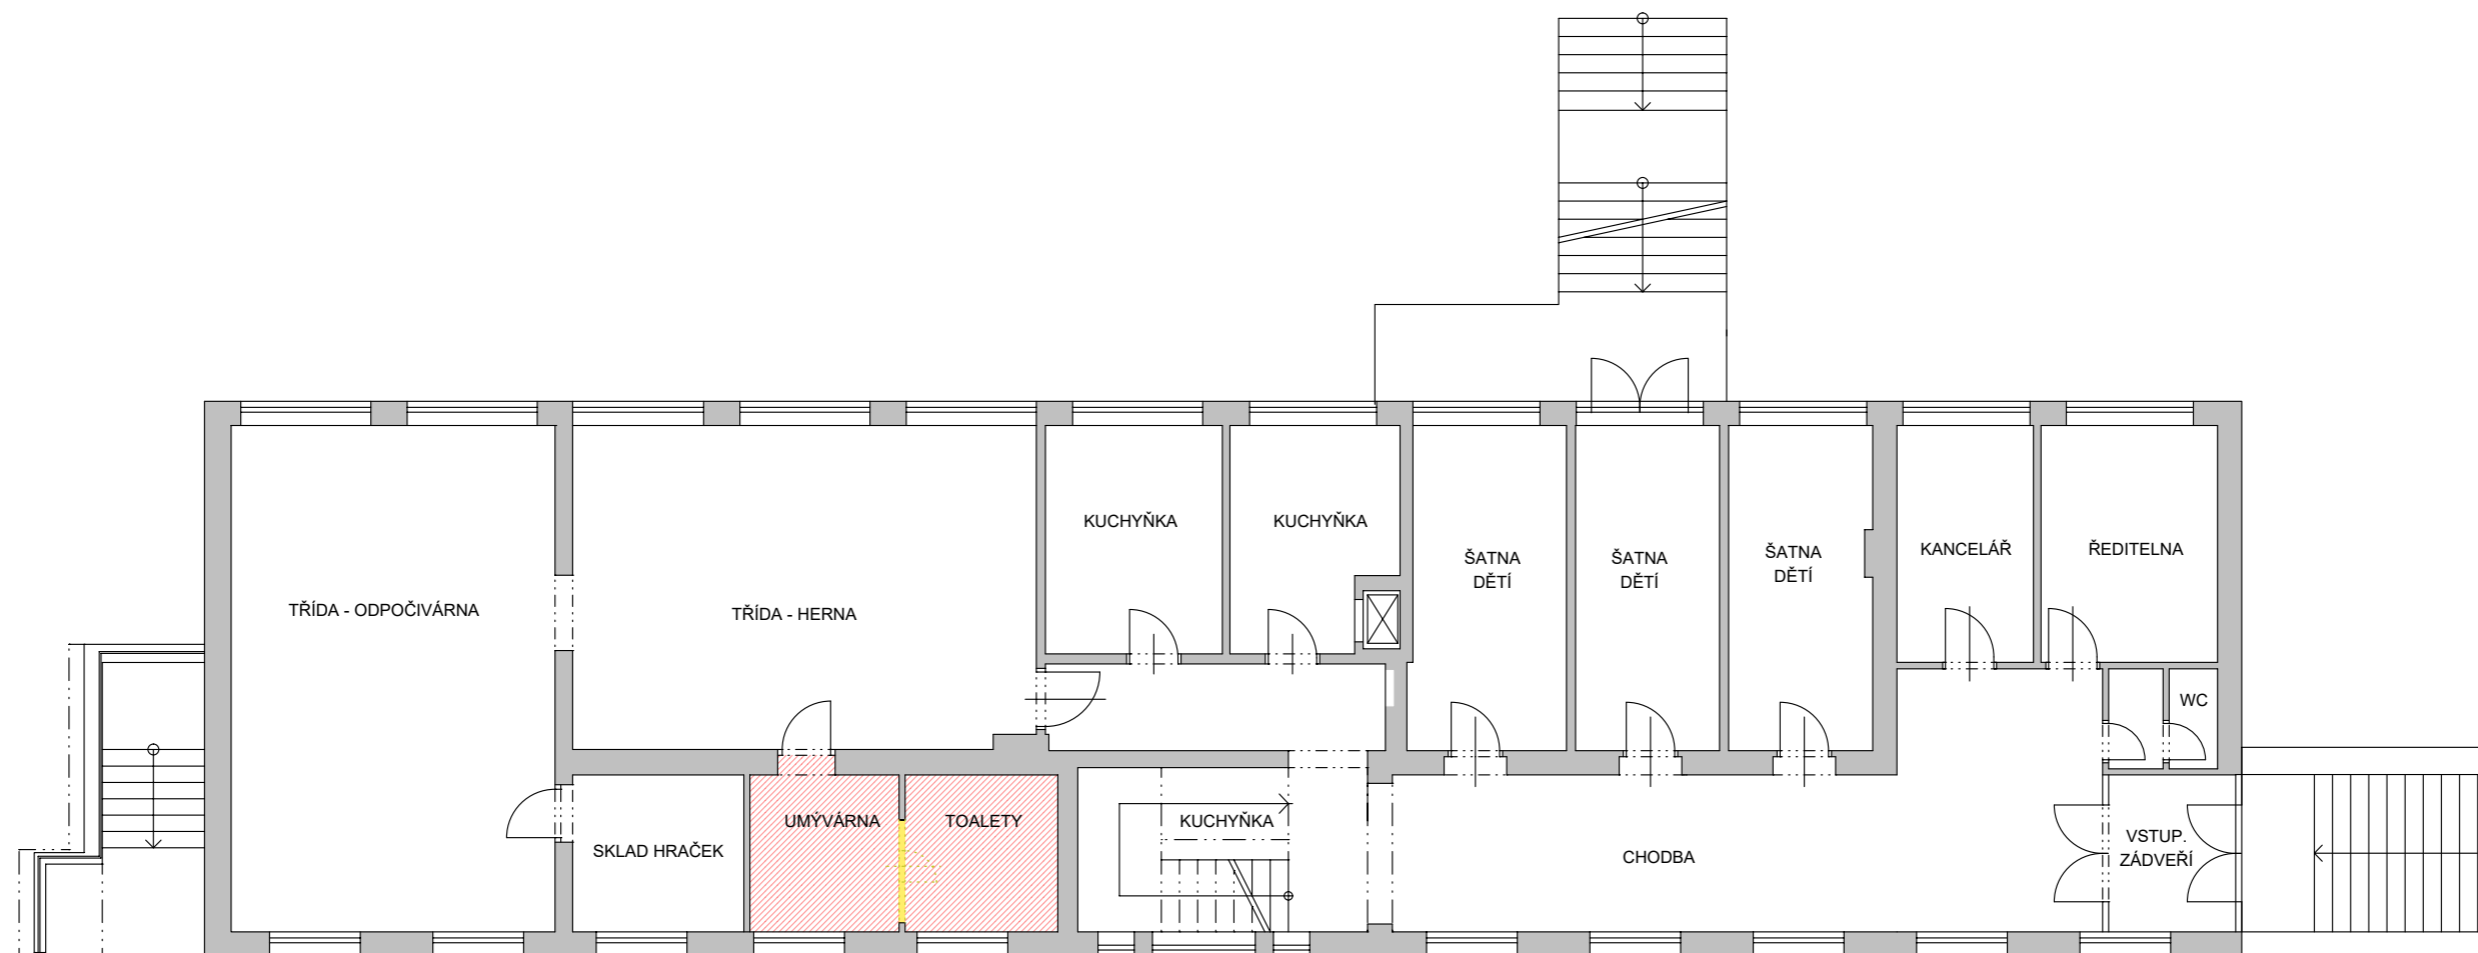 KUCHYŇKA
KUCHYŇKA
ŠATNA
DĚTÍ
ŠATNA
DĚTÍ
ŠATNA
DĚTÍ
KANCELÁŘ
ŘEDITELNA
TŘÍDA - ODPOČIVÁRNA
TŘÍDA - HERNA
WC
UMÝVÁRNA
TOALETY
KUCHYŇKA
SKLAD HRAČEK
CHODBA
VSTUP.
ZÁDVEŘÍ